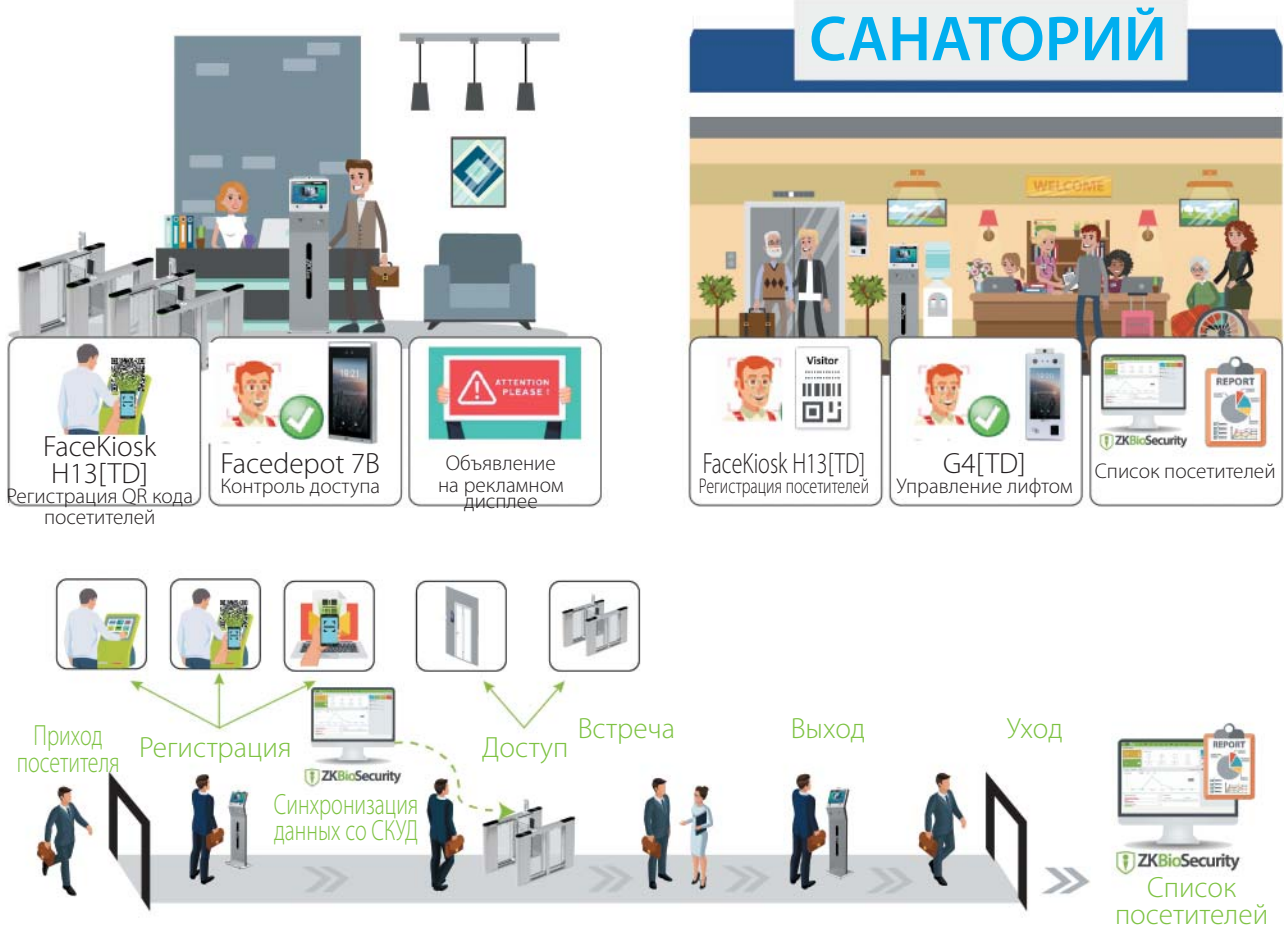 САНАТОРИЙ
WELCOME
ATTENTION
PLEASE !
Visitor
18:21
REPORT
ZKBioSecurity
FaceKiosk
H13[TD]
Регистрация QR кода
посетителей
Facedepot 7B
Контроль доступа
Объявление
на рекламном
дисплее
FaceKiosk H13[TD]
Регистрация посетителей
G4[TD]
Управление лифтом
Список посетителей
Приход
посетителя
Регистрация
ZKBioSecurity
Синхронизация
данных со СКУД
Доступ
Встреча
Выход
Уход
REPORT
ZKBioSecurity
Список
посетителей